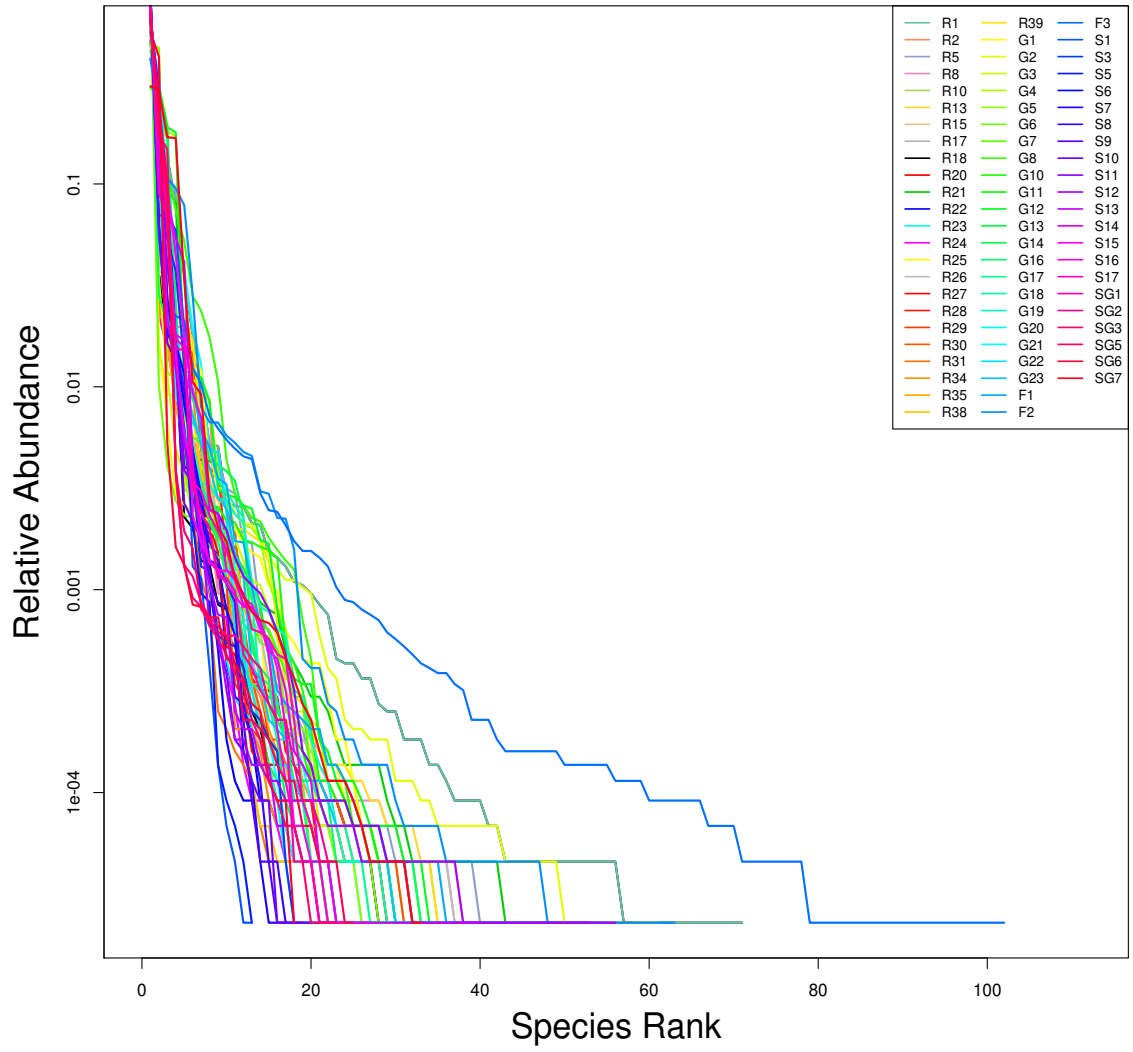 R1 R39 F3
R2 G1 S1
R5 G2 S3
R8 G3 S5
R10 G4 S6
R13 G5 S7
R15 G6 S8
R17 G7 S9
R18 G8 S10
R20 G10 S11
R21 G11 S12
R22 G12 S13
R23 G13 S14
R24 G14 S15
R25 G16 S16
R26 G17 S17
R27 G18 SG1
R28 G19 SG2
R29 G20 SG3
R30 G21 SG5
R31 G22 SG6
R34 G23 SG7
R35 F1
R38 F2
0.1
0.01
0.001
1e-04
Relative Abundance
0 20 40 60 80 100
Species Rank